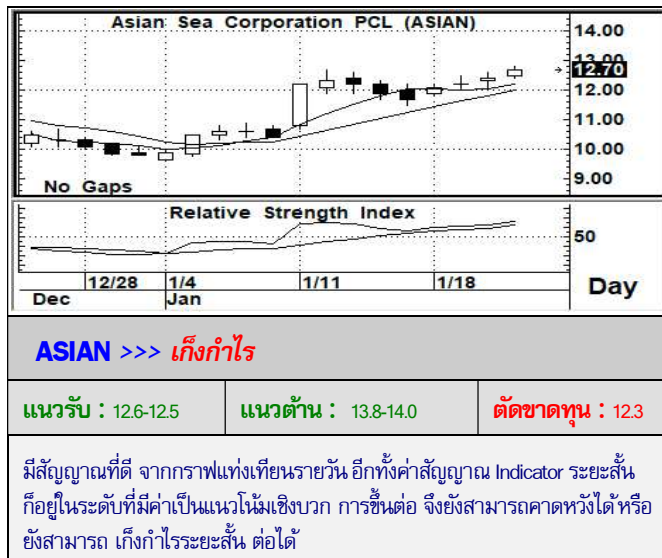 Asian Sea Corporation PCL (ASIAN)
14.00
13.00
12.70
12.00
11.00
10.00
9.00
No Gaps
Relative Strength Index
50
12/28 1/4 1/11 1/18
Dec Jan
Day
ASIAN >>> เก็งกำไร
แนวรับ : 12.6-12.5 แนวต้าน : 13.8-14.0 ตัดขาดทุน : 12.3
มีสัญญาณที่ดี จากกราฟแท่งเทียนรายวัน อีกทั้งค่าสัญญาณ Indicator ระยะสั้น
ก็อยู่ในระดับที่มีค่าเป็นแนวโน้มเชิงบวก การขึ้นต่อ จึงยังสามารถคาดหวังได้หรือ
ยังสามารถ เก็งกำไรระยะสั้น ต่อได้